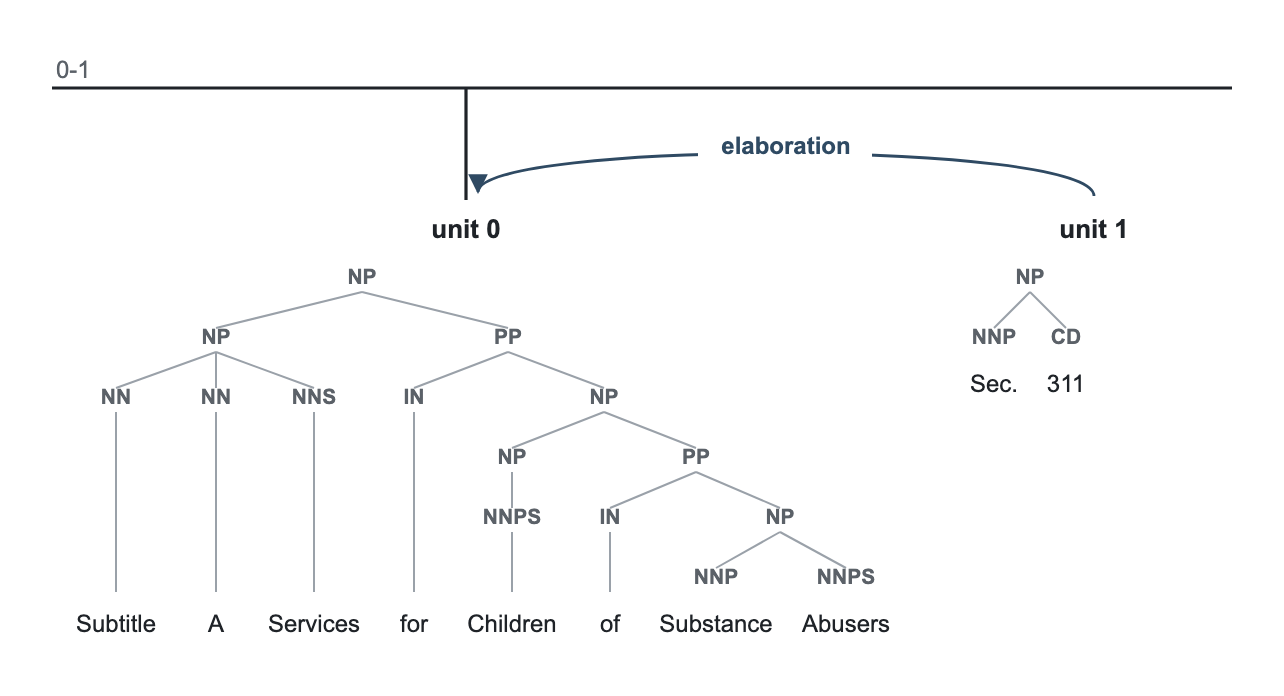 0-1
elaboration
unit 0 unit 1
NP NP
NP PP NNP CD
Sec. 311
NN NN NNS IN NP
NP PP
NNPS IN NP
NNP NNPS
Subtitle A Services for Children of Substance Abusers